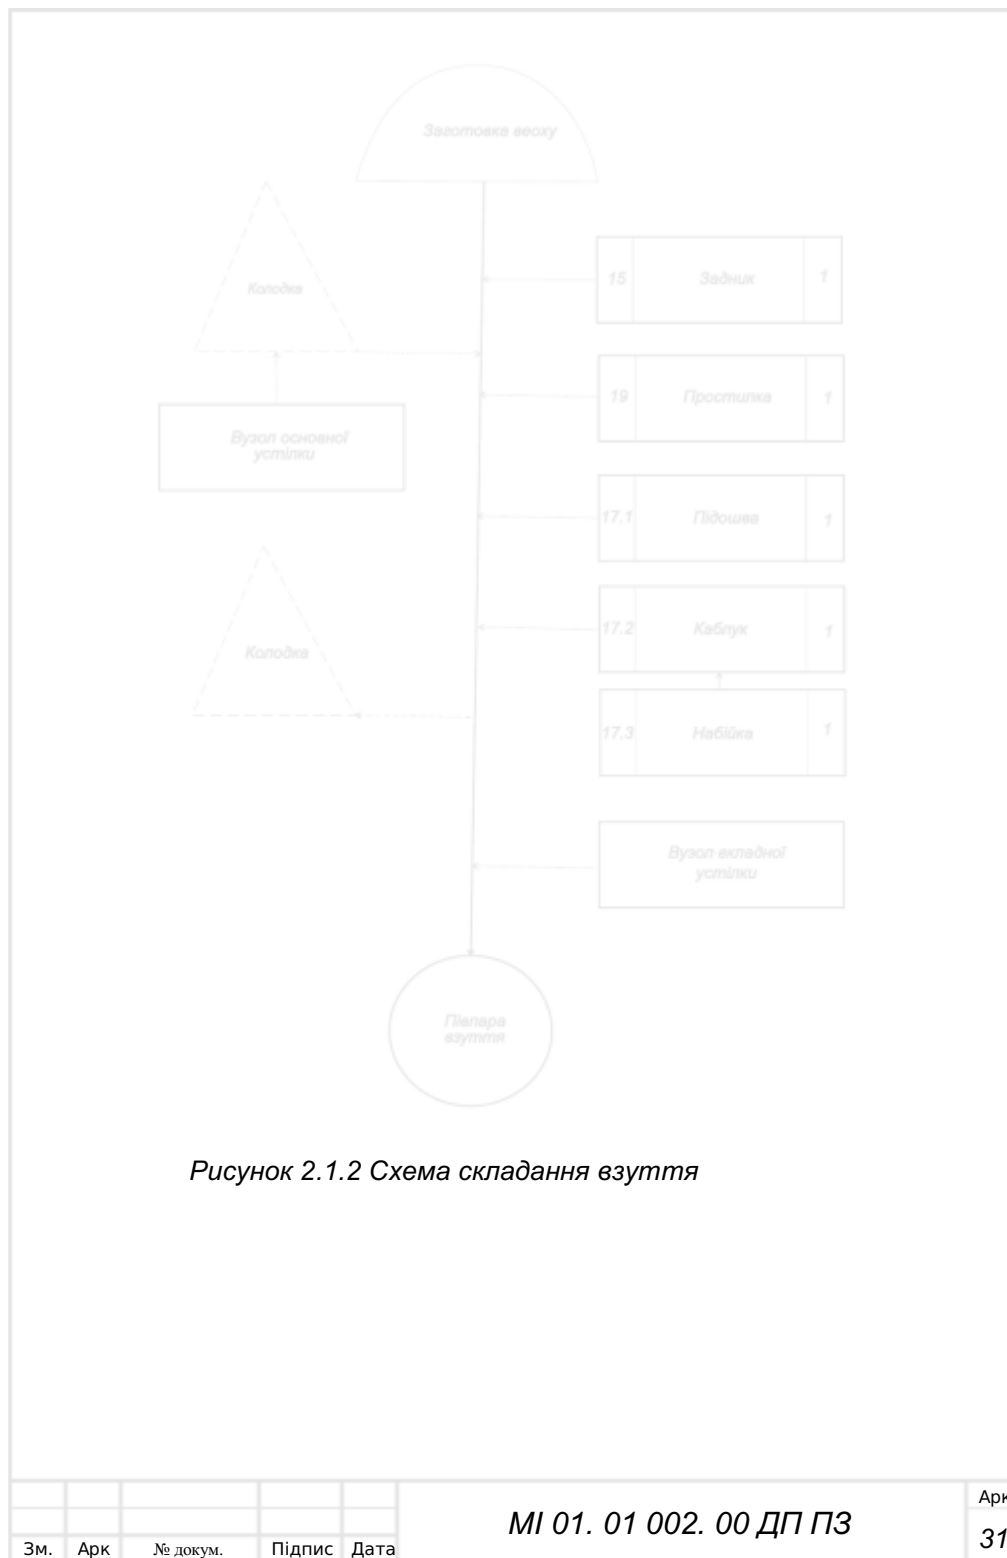 Заготовка ввоху
15 Задник 1
Колодка
19 Простилка 1
Вузол основної
устілки
17.1 Підошва 1
17.2 Каблук 1
Колодка
17.3 Набійка 1
Вузол вкладної
устілки
Півпара
взуття
Рисунок 2.1.2 Схема складання взуття
МІ 01. 01 002. 00 ДП ПЗ
Арк
31
Зм. Арк № докум. Підпис Дата